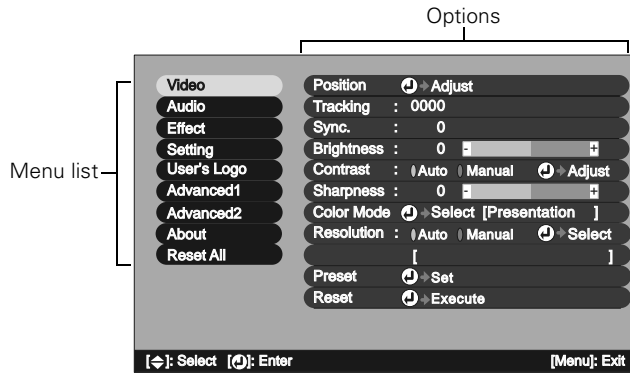 Options
Menu list
Video
Audio
Effect
Setting
User's Logo
Advanced1
Advanced2
About
Reset All
Position Adjust
Tracking : 0000
Sync. : 0
Brightness : 0 - +
Contrast : Auto Manual Adjust
Sharpness : 0 - +
Color Mode Select [Presentation ]
Resolution : Auto Manual Select
[ ]
Preset Set
Reset Execute
[ ]: Select [ ]: Enter [Menu]: Exit